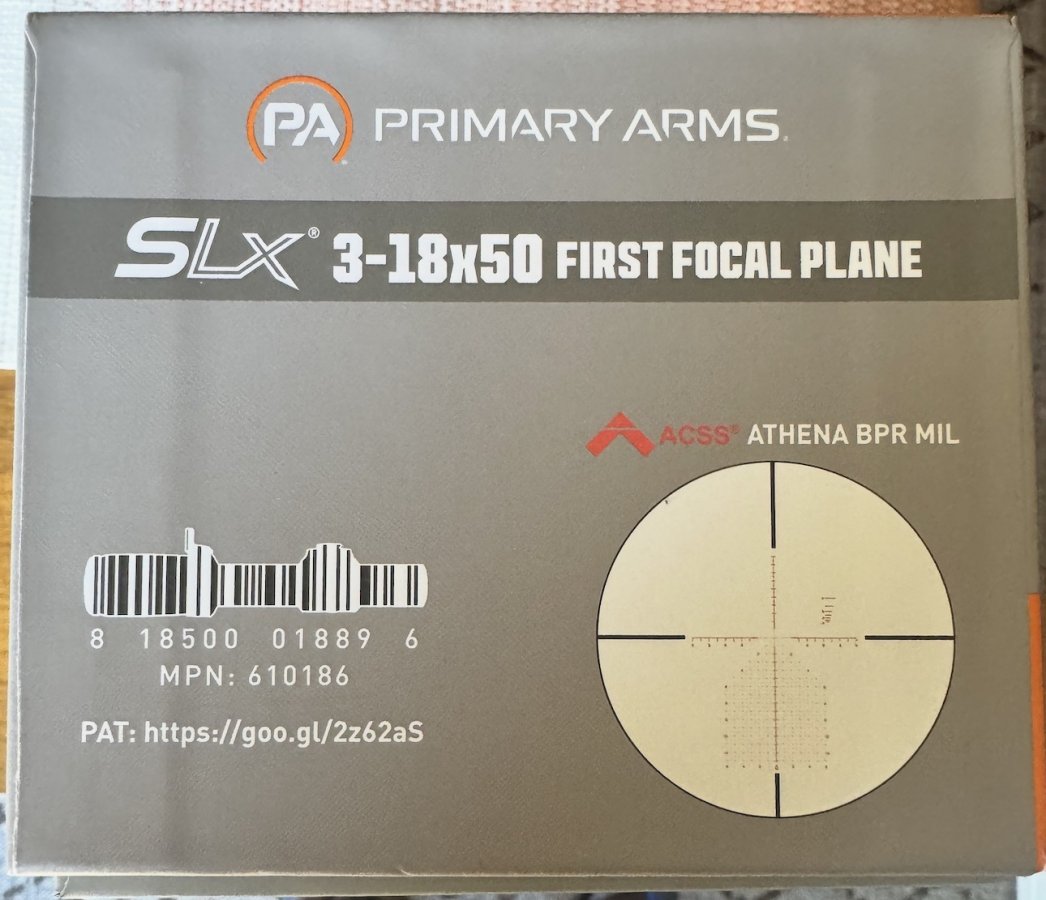 PA PRIMARY ARMS.
SLx® 3-18x50 FIRST FOCAL PLANE
ACSS® ATHENA BPR MIL
8 18500 01889 6
MPN: 610186
PAT: https://goo.gl/2z62aS